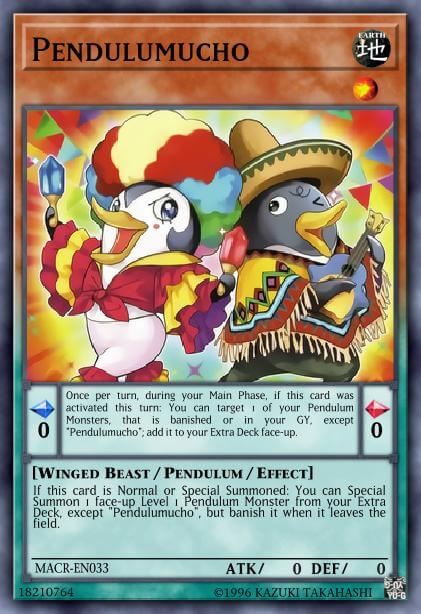 PENDULUMUCHO
EARTH
地
Once per turn, during your Main Phase, if this card was
activated this turn: You can target 1 of your Pendulum
Monsters, that is banished or in your GY, except
"Pendulumucho"; add it to your Extra Deck face-up.
0
0
[WINGED BEAST / PENDULUM / EFFECT]
If this card is Normal or Special Summoned: You can Special
Summon 1 face-up Level 1 Pendulum Monster from your Extra
Deck, except "Pendulumucho", but banish it when it leaves the
field.
MACR-EN033
ATK/ 0 DEF/ 0
18210764
©1996 KAZUKI TAKAHASHI